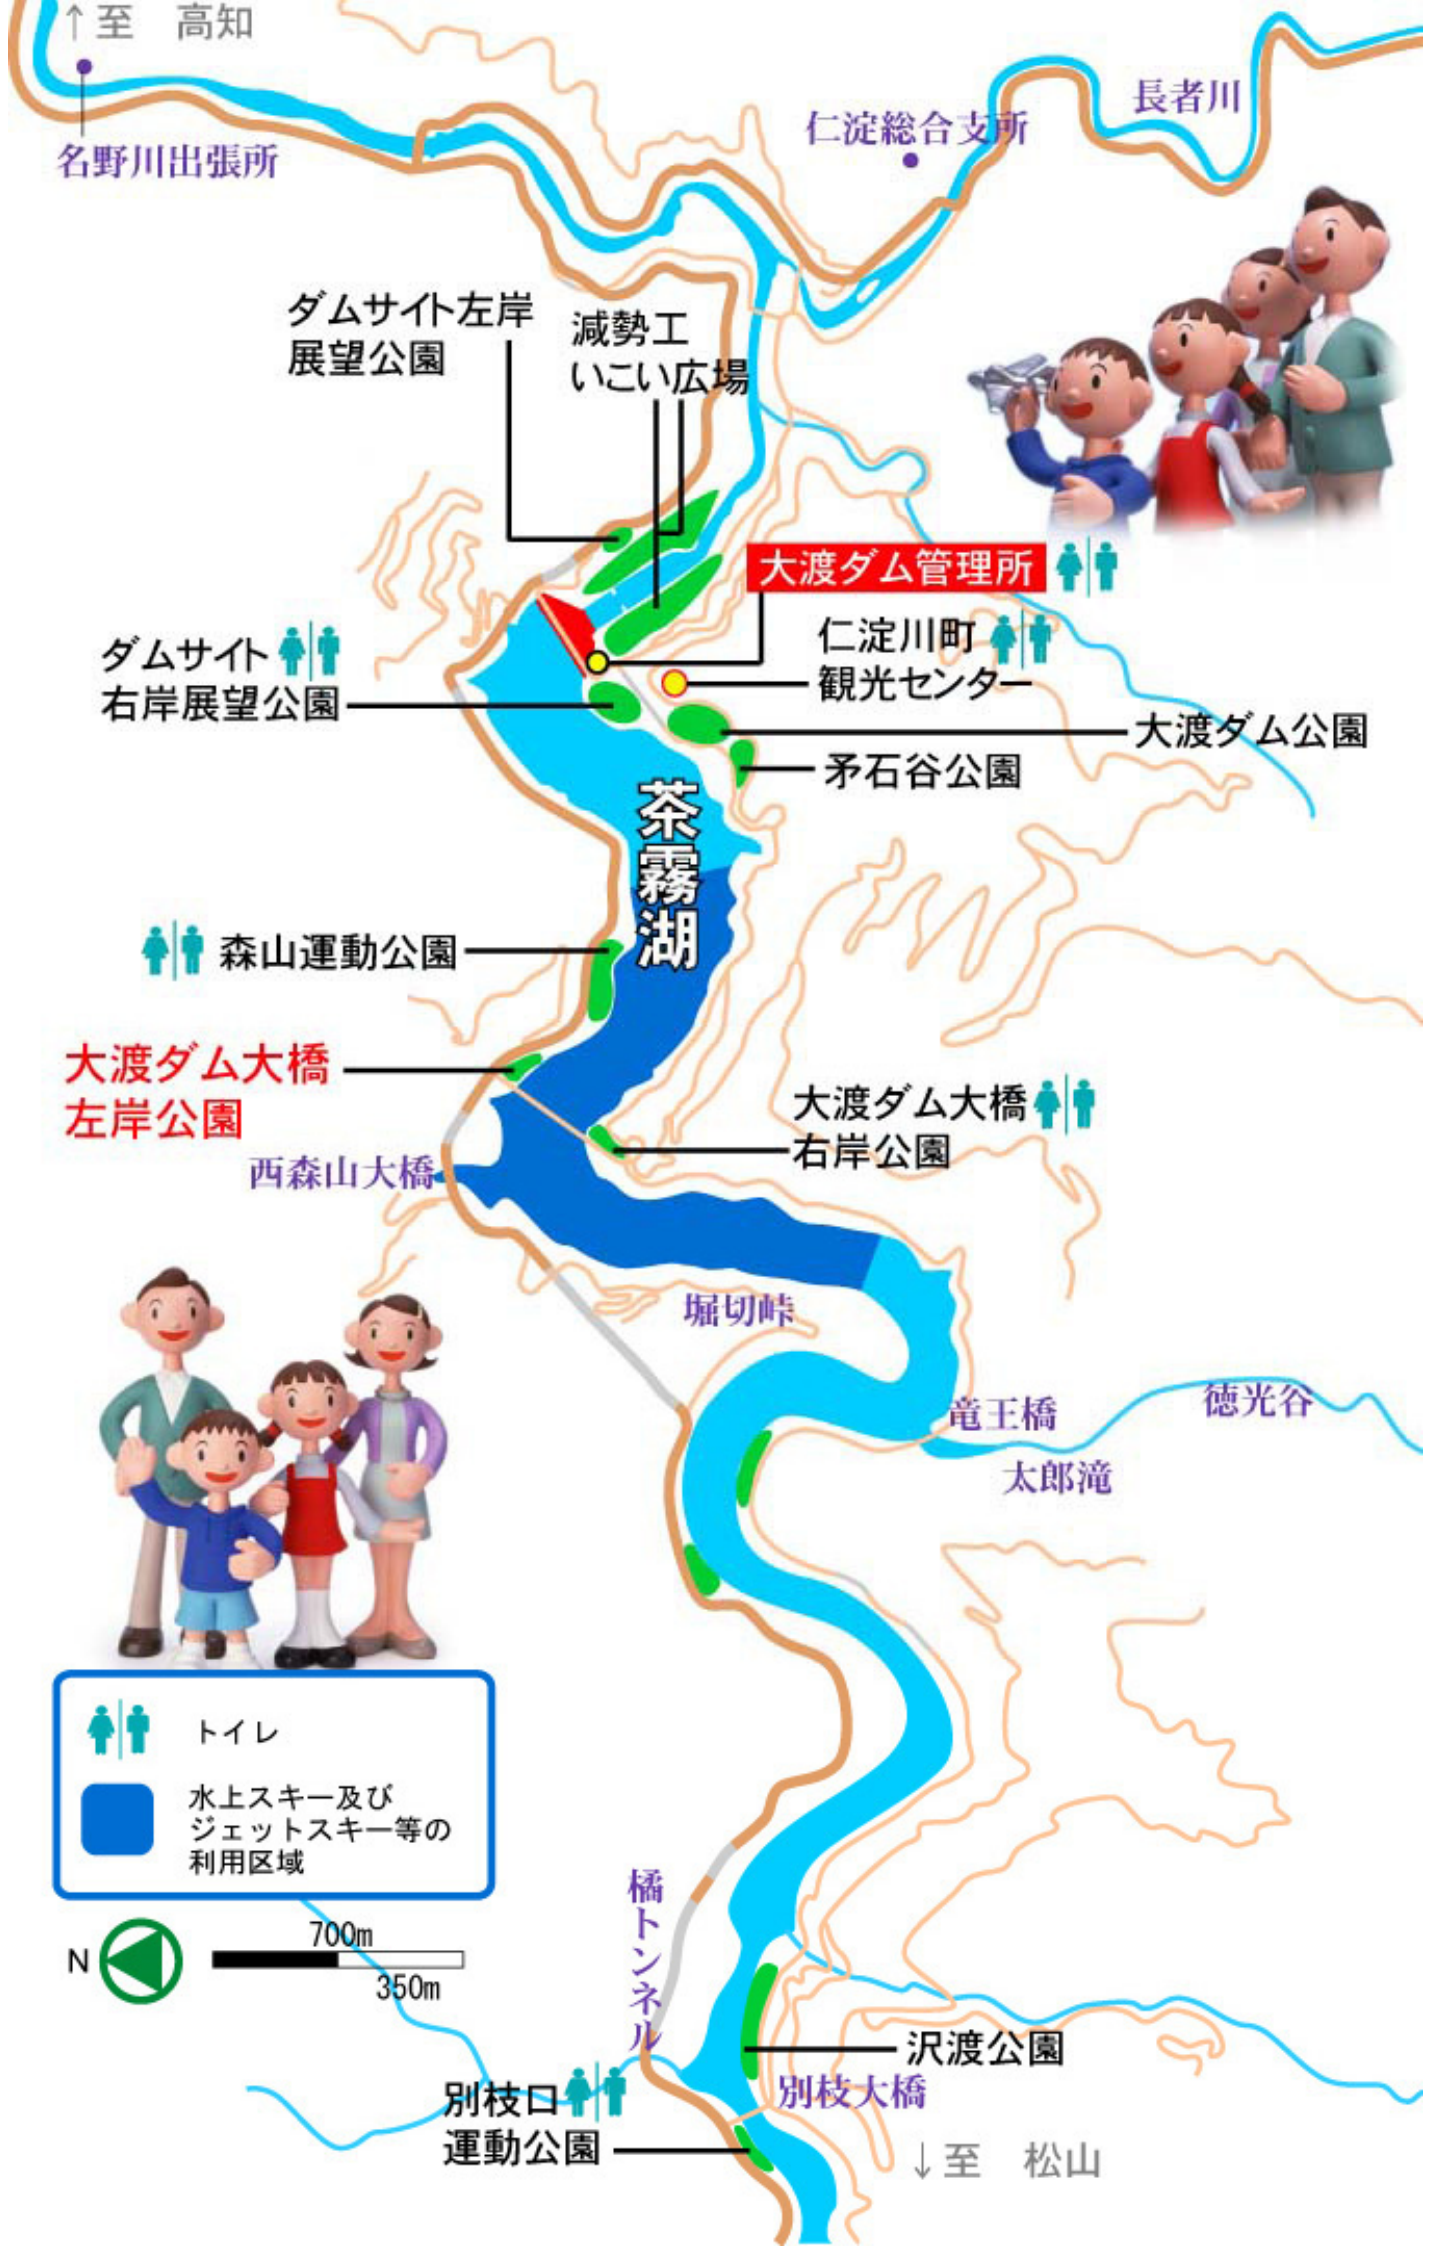 ↑至　高知
長者川
仁淀総合支所
名野川出張所
ダムサイト左岸
展望公園
減勢工
いこい広場
大渡ダム管理所
仁淀川町
観光センター
ダムサイト
右岸展望公園
大渡ダム公園
矛石谷公園
茶霧湖
森山運動公園
大渡ダム大橋
左岸公園
大渡ダム大橋
右岸公園
西森山大橋
堀切峠
竜王橋
徳光谷
太郎滝
トイレ
水上スキー及び
ジェットスキー等の
利用区域
橘トンネル
N
700m
350m
沢渡公園
別枝大橋
別枝口
運動公園
↓至　松山